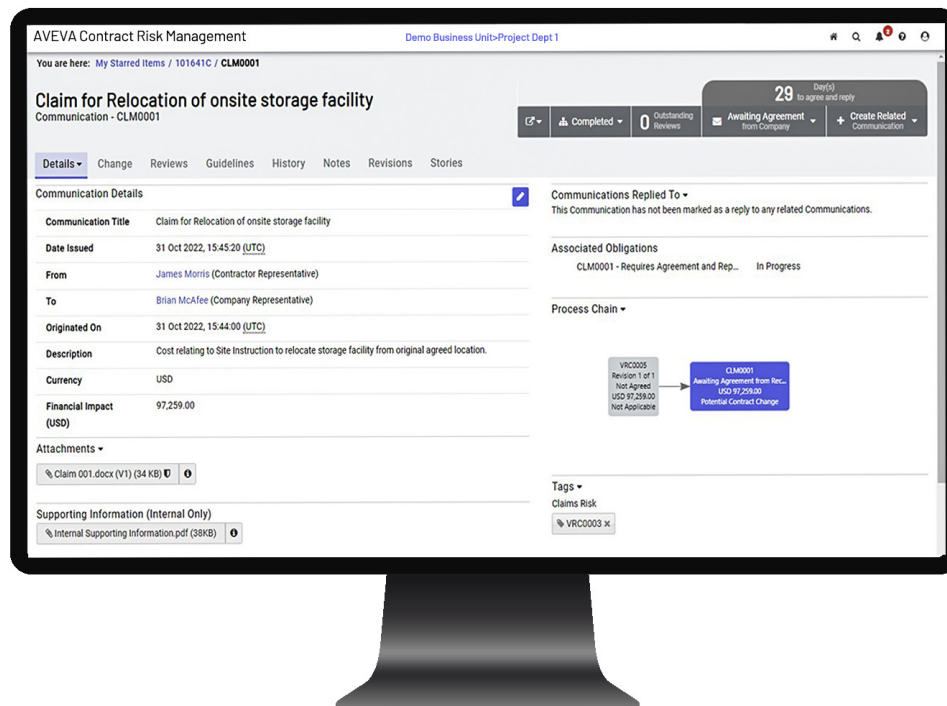 AVEVA Contract Risk Management
Demo Business Unit>Project Dept 1
2
You are here: My Starred Items / 101641C / CLM0001
Claim for Relocation of onsite storage facility
Communication - CLM0001
29 Day(s)
to agree and reply
Completed
0 Outstanding
Reviews
Awaiting Agreement
from Company
+ Create Related
Communication
Details Change Reviews Guidelines History Notes Revisions Stories
Communication Details
Communication Title Claim for Relocation of onsite storage facility
Date Issued 31 Oct 2022, 15:45:20 (UTC)
From James Morris (Contractor Representative)
To Brian McAfee (Company Representative)
Originated On 31 Oct 2022, 15:44:00 (UTC)
Description Cost relating to Site Instruction to relocate storage facility from original agreed location.
Currency USD
Financial Impact 97,259.00
(USD)
Attachments
Claim 001.docx (V1) (34 KB)
Supporting Information (Internal Only)
Internal Supporting Information.pdf (38KB)
Communications Replied To
This Communication has not been marked as a reply to any related Communications.
Associated Obligations
CLM0001 - Requires Agreement and Rep... In Progress
Process Chain
VRC0005
Revision 1 of 1
Not Agreed
USD 97,259.00
Not Applicable
CLM0001
Awaiting Agreement from Rec...
USD 97,259.00
Potential Contract Change
Tags
Claims Risk
VRC0003 ×